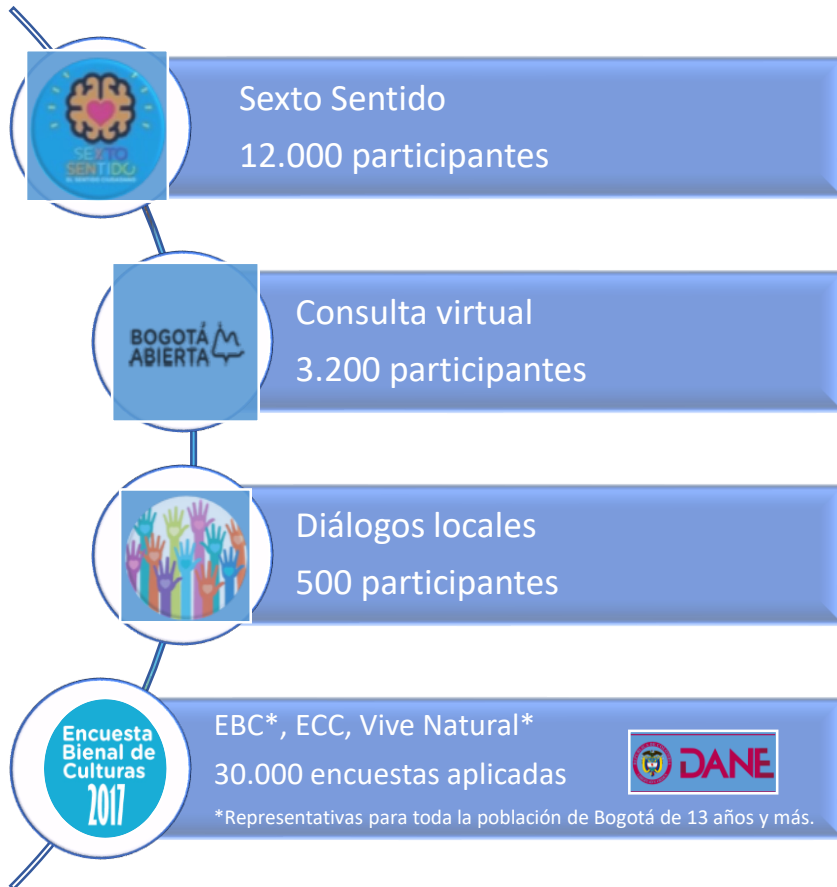 SEXTO
SENTIDO
Sexto Sentido
12.000 participantes
BOGOTÁ
ABIERTA
Consulta virtual
3.200 participantes
Diálogos locales
500 participantes
Encuesta
Bienal de
Culturas
2017
EBC*, ECC, Vive Natural*
30.000 encuestas aplicadas
DANE
*Representativas para toda la población de Bogotá de 13 años y más.